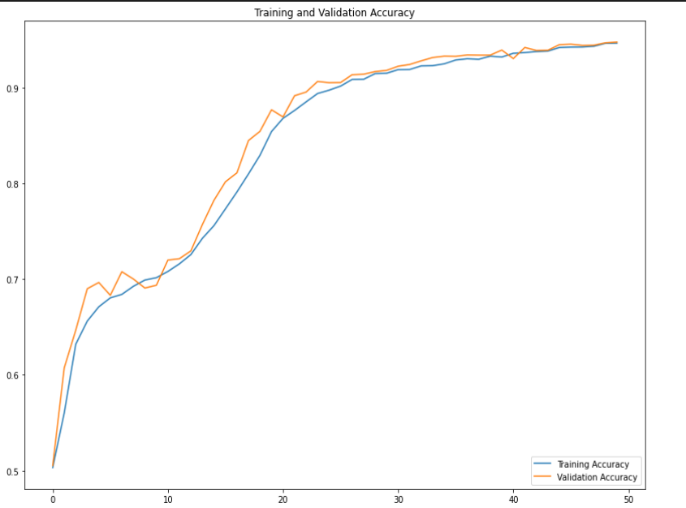 Training and Validation Accuracy
0.9
0.8
0.7
0.6
0.5
0 10 20 30 40 50
Training Accuracy
Validation Accuracy